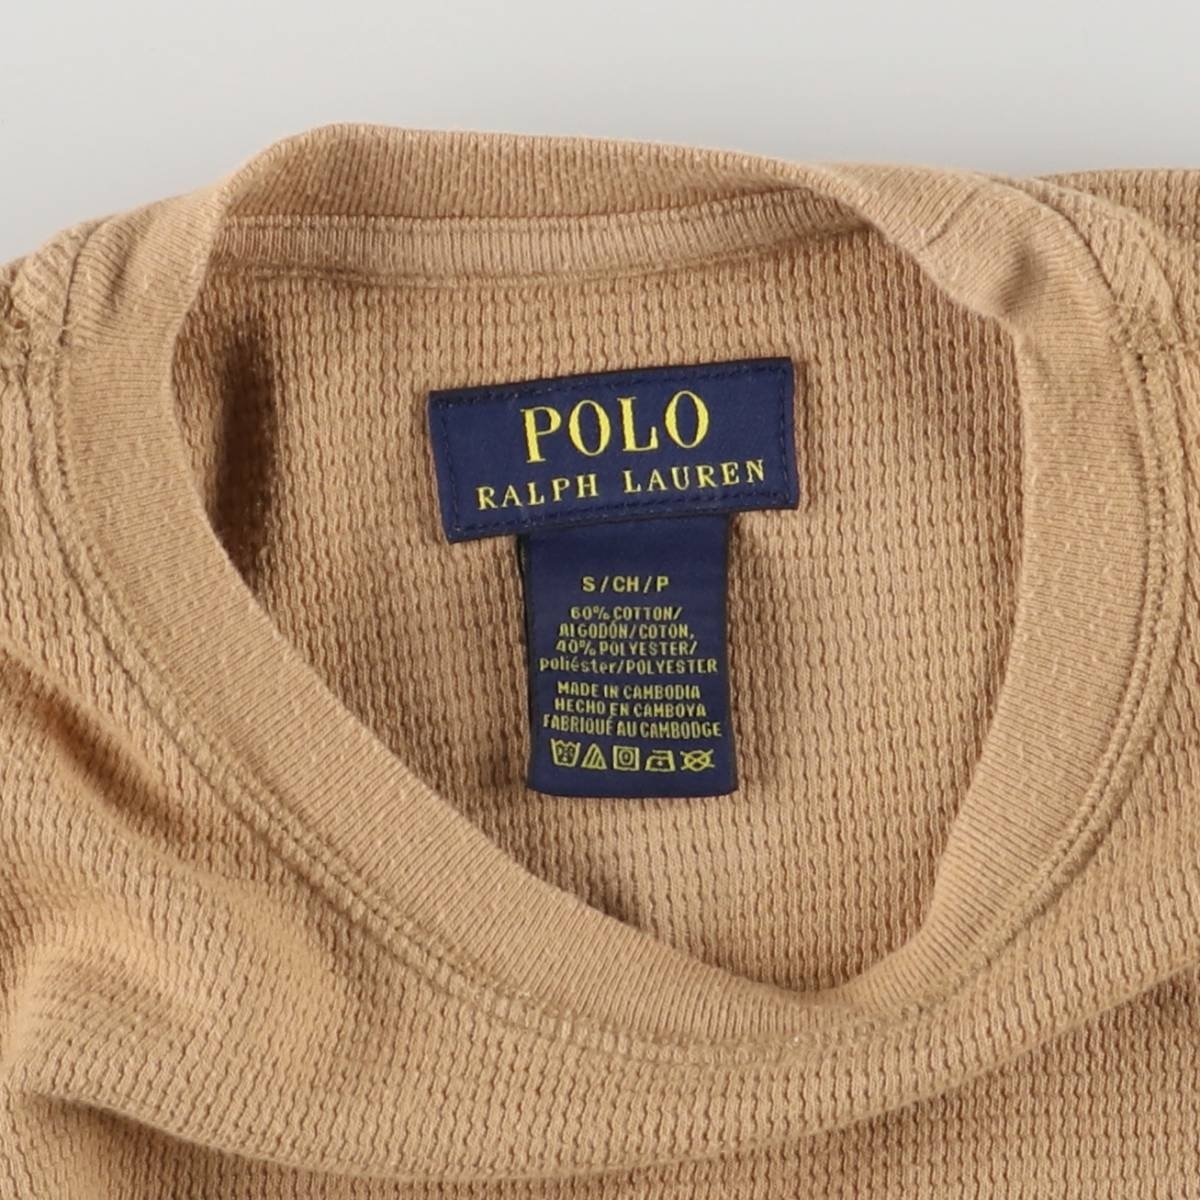 POLO
RALPH LAUREN
S/CH/P
60% COTTON/
ALGODÓN/COTON,
40% POLYESTER/
poliéster/POLYESTER
MADE IN CAMBODIA
HECHO EN CAMBOYA
FABRIQUÉ AU CAMBODGE